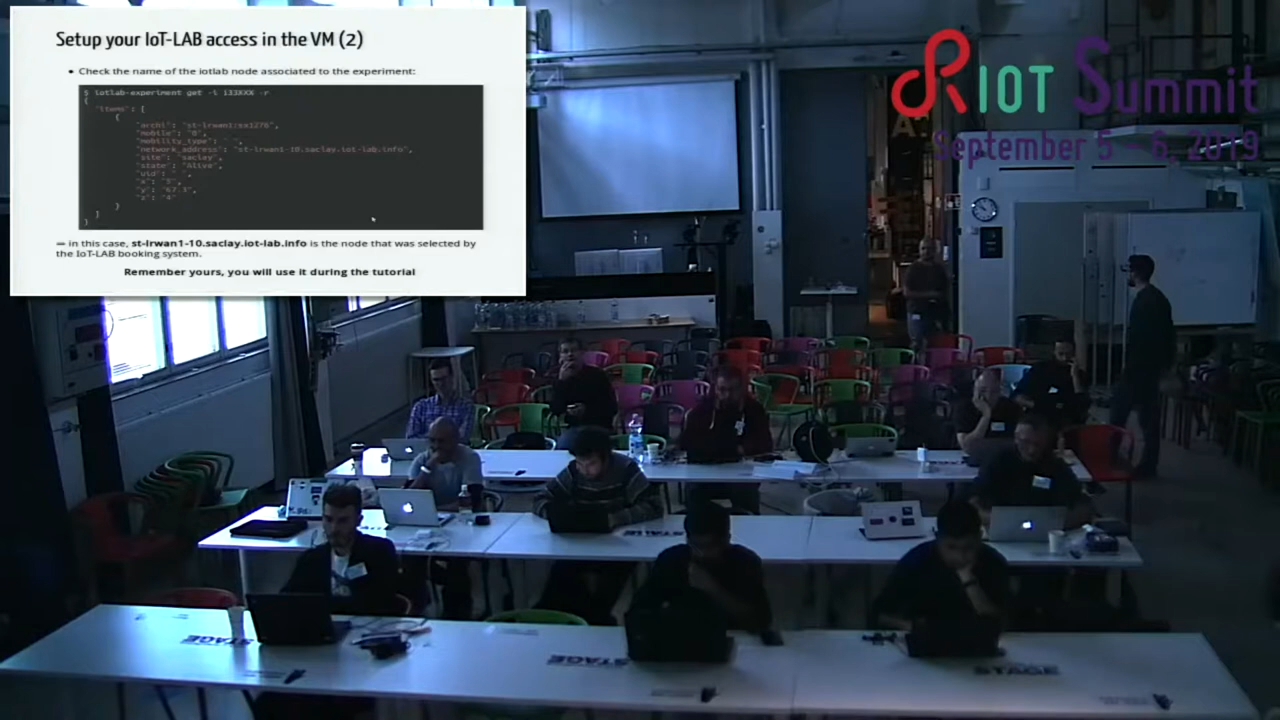 Setup your IoT-LAB access in the VM (2)
• Check the name of the iotlab node associated to the experiment:
$ iotlab-experiment get -i 133XXX -r
{
"items": [
{
"archi": "st-lrwan1:sx1276",
"mobile": "0",
"mobility_type": " ",
"network_address": "st-lrwan1-10.saclay.iot-lab.info",
"site": "saclay",
"state": "Alive",
"uid": " ",
"x": "3",
"y": "67.3",
"z": "4"
}
]
}
⇒ in this case, st-lrwan1-10.saclay.iot-lab.info is the node that was selected by
the IoT-LAB booking system.
Remember yours, you will use it during the tutorial
RIOT Summit
September 5 - 6, 2019
STAGE
STAGE
STAGE